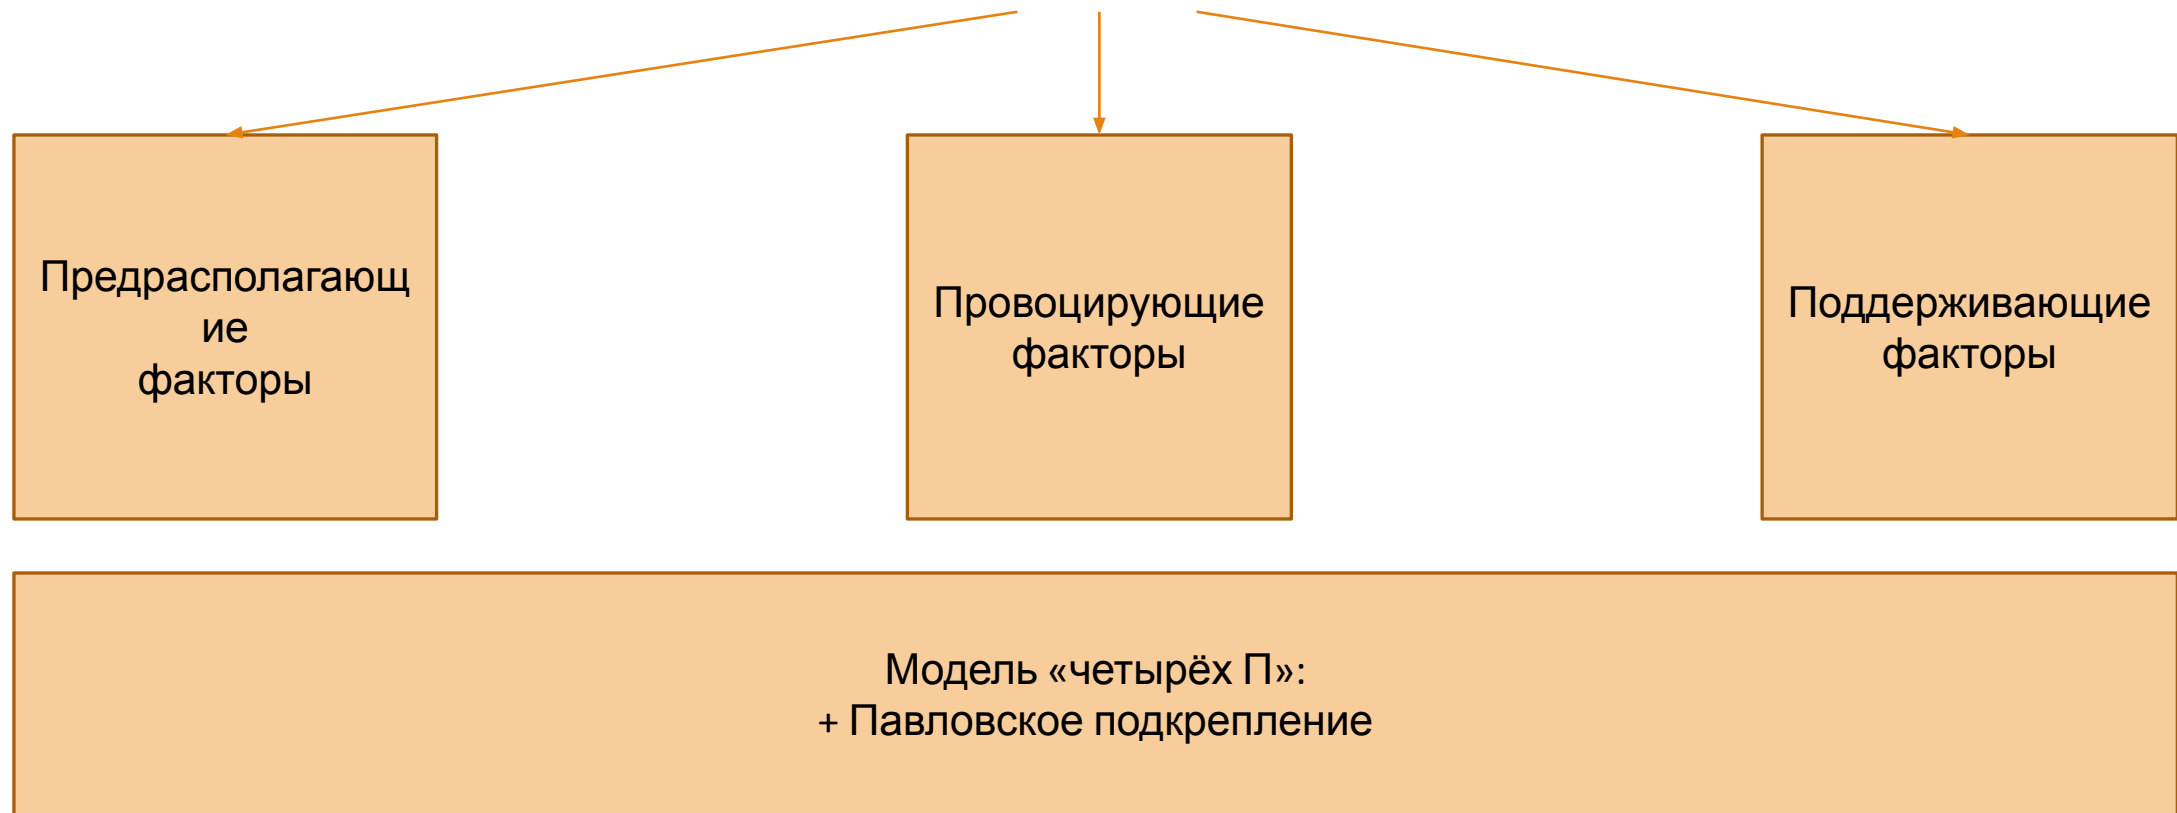 Предрасполагающ
ие
факторы
Провоцирующие
факторы
Поддерживающие
факторы
Модель «четырёх П»:
+ Павловское подкрепление